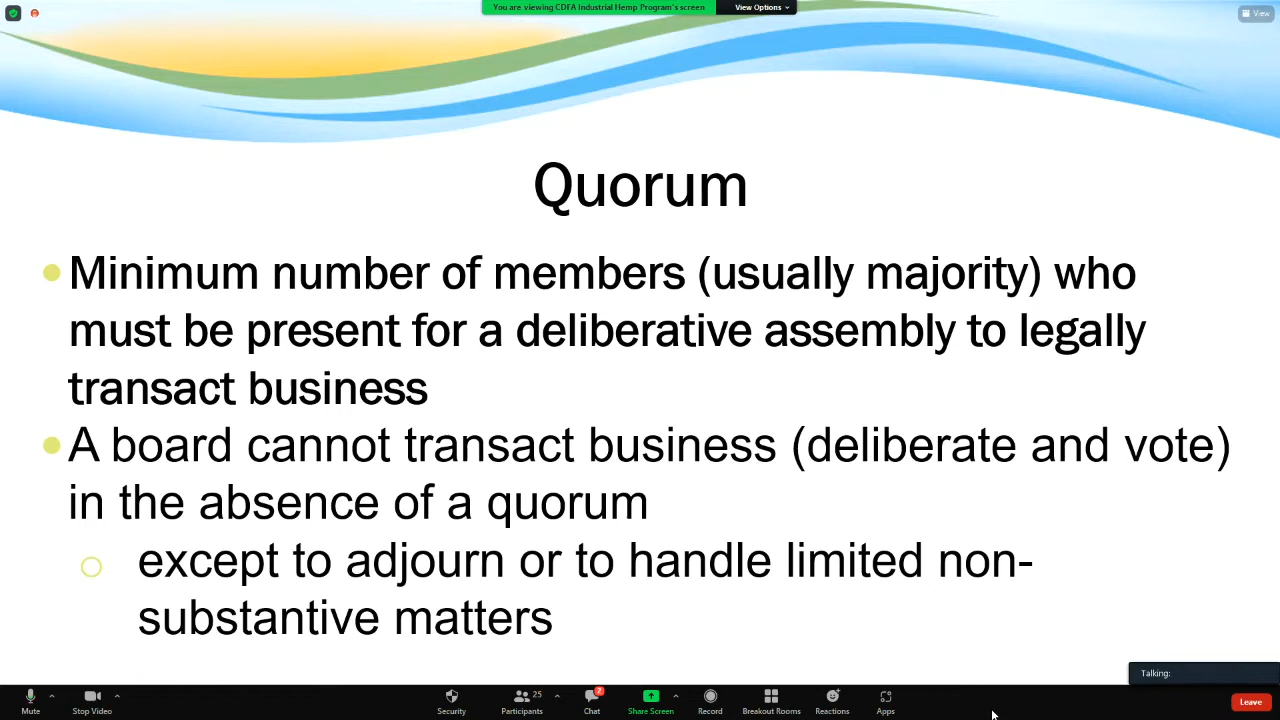 You are viewing CDFA Industrial Hemp Program's screen
View Options
View
Quorum
Minimum number of members (usually majority) who
must be present for a deliberative assembly to legally
transact business
A board cannot transact business (deliberate and vote)
in the absence of a quorum
except to adjourn or to handle limited non-
substantive matters
Talking:
25
2
Mute
Stop Video
Security
Participants
Chat
Share Screen
Record
Breakout Rooms
Reactions
Apps
Leave